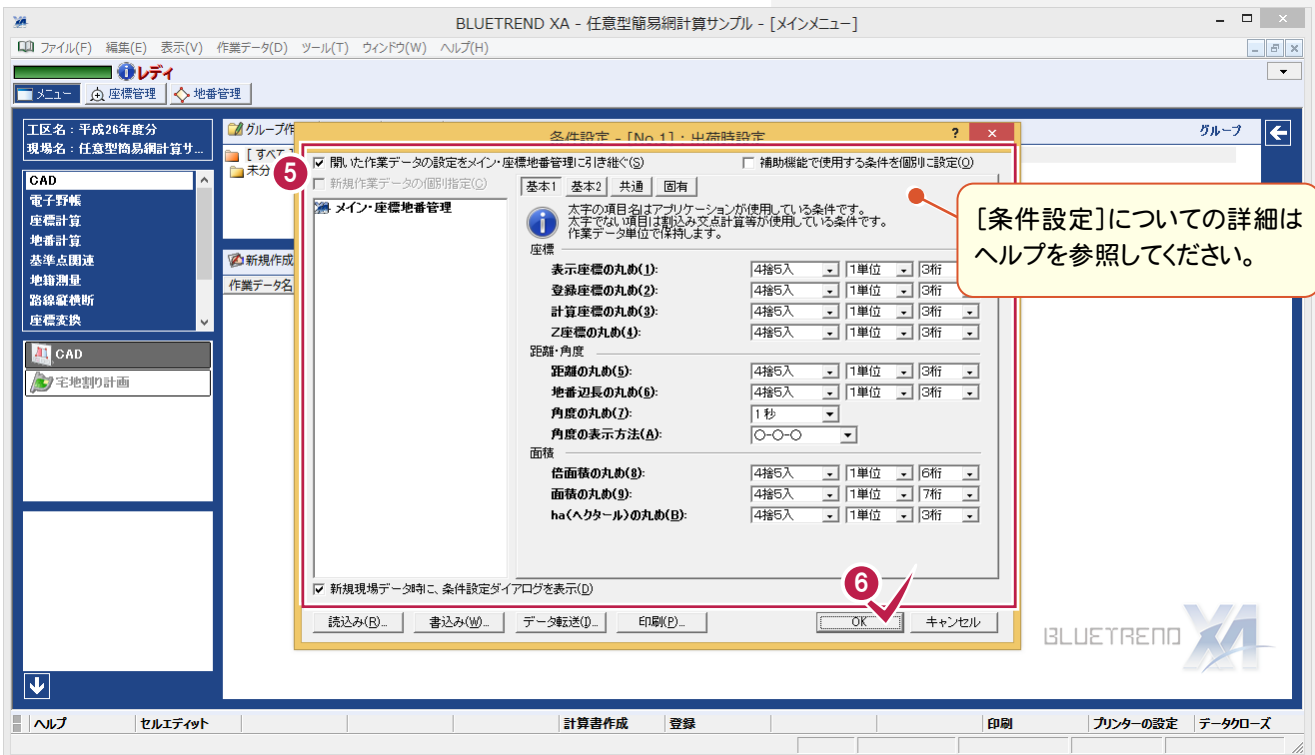 BLUETREND XA - 任意型簡易網計算サンプル - [メインメニュー]
ファイル(F) 編集(E) 表示(V) 作業データ(D) ツール(T) ウィンドウ(W) ヘルプ(H)
レディ
メニュー 座標管理 地番管理
工区名：平成26年度分
現場名：任意型簡易網計算サ...
CAD
電子野帳
座標計算
地番計算
基準点関連
地籍測量
路線縦横断
座標変換
CAD
宅地割り計画
グループ作
グループ
未分
新規作成
作業データ名
条件設定 - [No.1]：出荷時設定
5
開いた作業データの設定をメイン・座標地番管理に引き継ぐ(S)
補助機能で使用する条件を個別に設定(O)
新規作業データの個別指定(C)
メイン・座標地番管理
基本1 基本2 共通 固有
太字の項目名はアプリケーションが使用している条件です。
太字でない項目は割込み交点計算等が使用している条件です。
作業データ単位で保持します。
座標
表示座標の丸め(1): 4捨5入 1単位 3桁
登録座標の丸め(2): 4捨5入 1単位 3桁
計算座標の丸め(3): 4捨5入 1単位 3桁
Z座標の丸め(4): 4捨5入 1単位 3桁
距離・角度
距離の丸め(5): 4捨5入 1単位 3桁
地番辺長の丸め(6): 4捨5入 1単位 3桁
角度の丸め(7): 1秒
角度の表示方法(A): ○-○-○
面積
倍面積の丸め(8): 4捨5入 1単位 6桁
面積の丸め(9): 4捨5入 1単位 7桁
ha(ヘクタール)の丸め(B): 4捨5入 1単位 3桁
新規現場データ時に、条件設定ダイアログを表示(D)
6
読込み(R)... 書込み(W)... データ転送(I)... 印刷(P)... OK キャンセル
[条件設定]についての詳細は
ヘルプを参照してください。
BLUETREND XA
ヘルプ セルエディット 計算書作成 登録 印刷 プリンターの設定 データクローズ